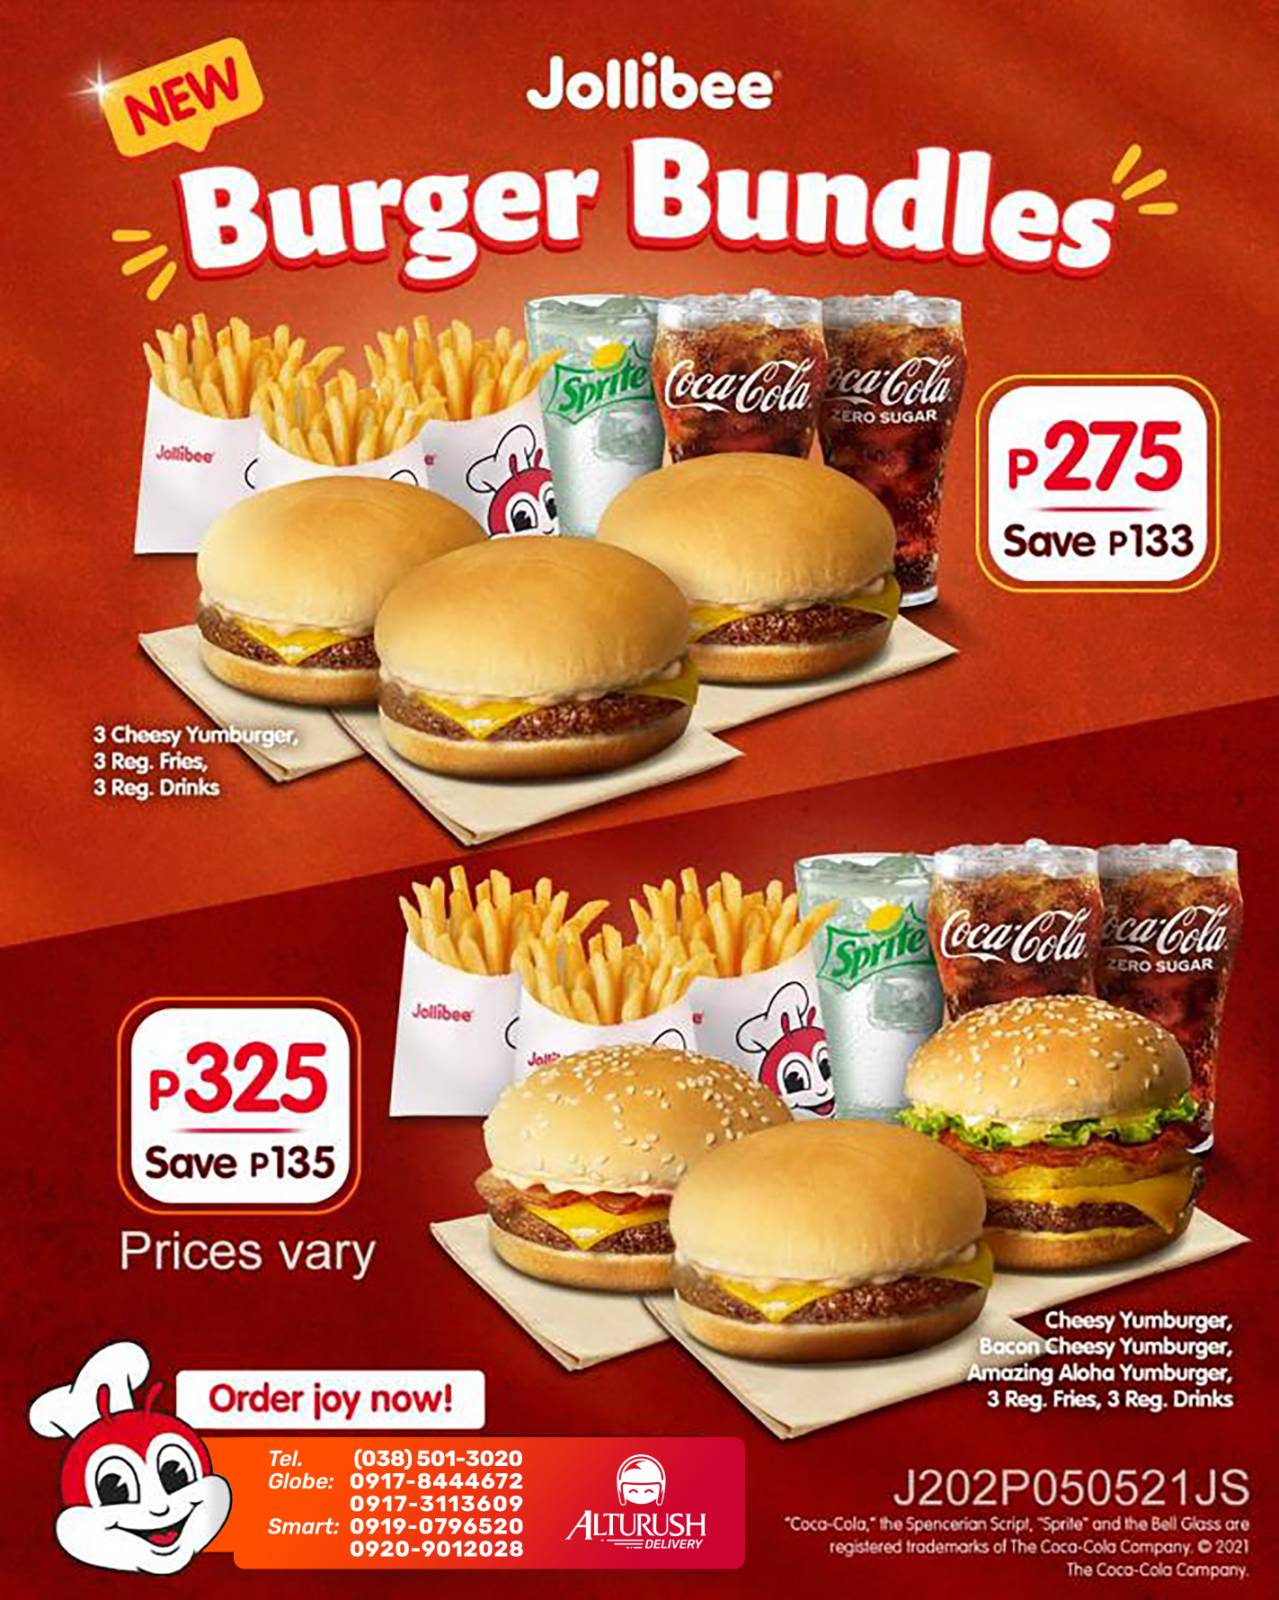 NEW
Jollibee
Burger Bundles
Sprite
Coca-Cola
Coca-Cola
ZERO SUGAR
Jollibee
P275
Save P133
3 Cheesy Yumburger,
3 Reg. Fries,
3 Reg. Drinks
Sprite
Coca-Cola
Coca-Cola
ZERO SUGAR
Jollibee
P325
Save P135
Prices vary
Cheesy Yumburger,
Bacon Cheesy Yumburger,
Amazing Aloha Yumburger,
3 Reg. Fries, 3 Reg. Drinks
Order joy now!
Tel. (038) 501-3020
Globe: 0917-8444672
0917-3113609
Smart: 0919-0796520
0920-9012028
ALTURUSH
DELIVERY
J202P050521JS
"Coca-Cola," the Spencerian Script, "Sprite" and the Bell Glass are
registered trademarks of The Coca-Cola Company. © 2021
The Coca-Cola Company.